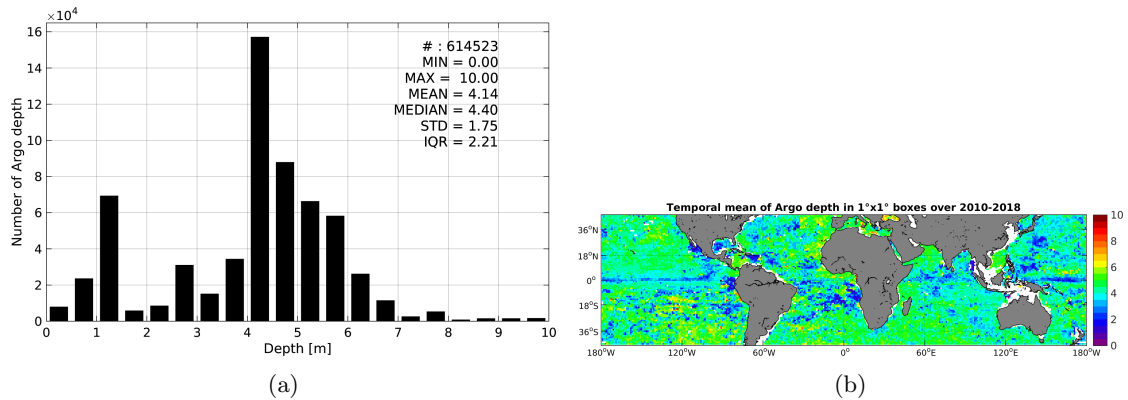 ×10⁴
16
14
12
10
8
6
4
2
0
Number of Argo depth
# : 614523
MIN = 0.00
MAX = 10.00
MEAN = 4.14
MEDIAN = 4.40
STD = 1.75
IQR = 2.21
0 1 2 3 4 5 6 7 8 9 10
Depth [m]
(a)
Temporal mean of Argo depth in 1°x1° boxes over 2010-2018
36°N
18°N
0°
18°S
36°S
180°W 120°W 60°W 0° 60°E 120°E 180°W
10
8
6
4
2
0
(b)